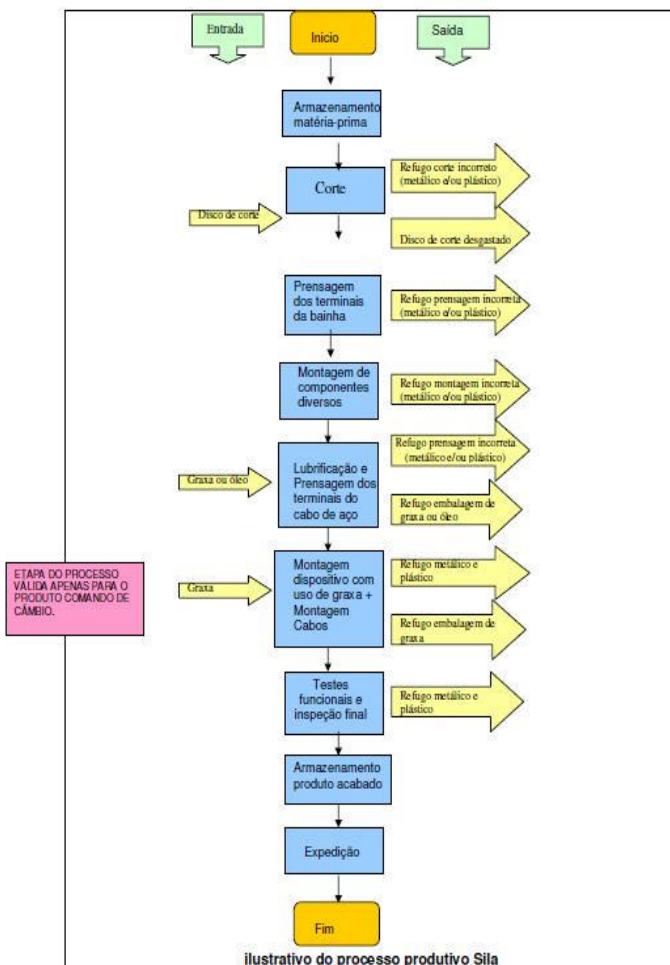 Entrada
Inicio
Saída
Armazenamento
matéria-prima
Corte
Refugo corte incorreto
(metálico e/ou plástico)
Disco de corte
Disco de corte desgastado
Prensagem
dos terminais
da bainha
Refugo prensagem incorreta
(metálico e/ou plástico)
Montagem de
componentes
diversos
Refugo montagem incorreta
(metálico e/ou plástico)
Refugo prensagem incorreta
(metálico e/ou plástico)
Graxa ou óleo
Lubrificação e
Prensagem dos
terminais do
cabo de aço
Refugo embalagem de
graxa ou óleo
ETAPA DO PROCESSO
VÁLIDA APENAS PARA O
PRODUTO COMANDO DE
CÂMBIO.
Graxa
Montagem
dispositivo com
uso de graxa +
Montagem
Cabos
Refugo metálico e
plástico
Refugo embalagem de
graxa
Testes
funcionais e
inspeção final
Refugo metálico e
plástico
Armazenamento
produto acabado
Expedição
Fim
ilustrativo do processo produtivo Sila